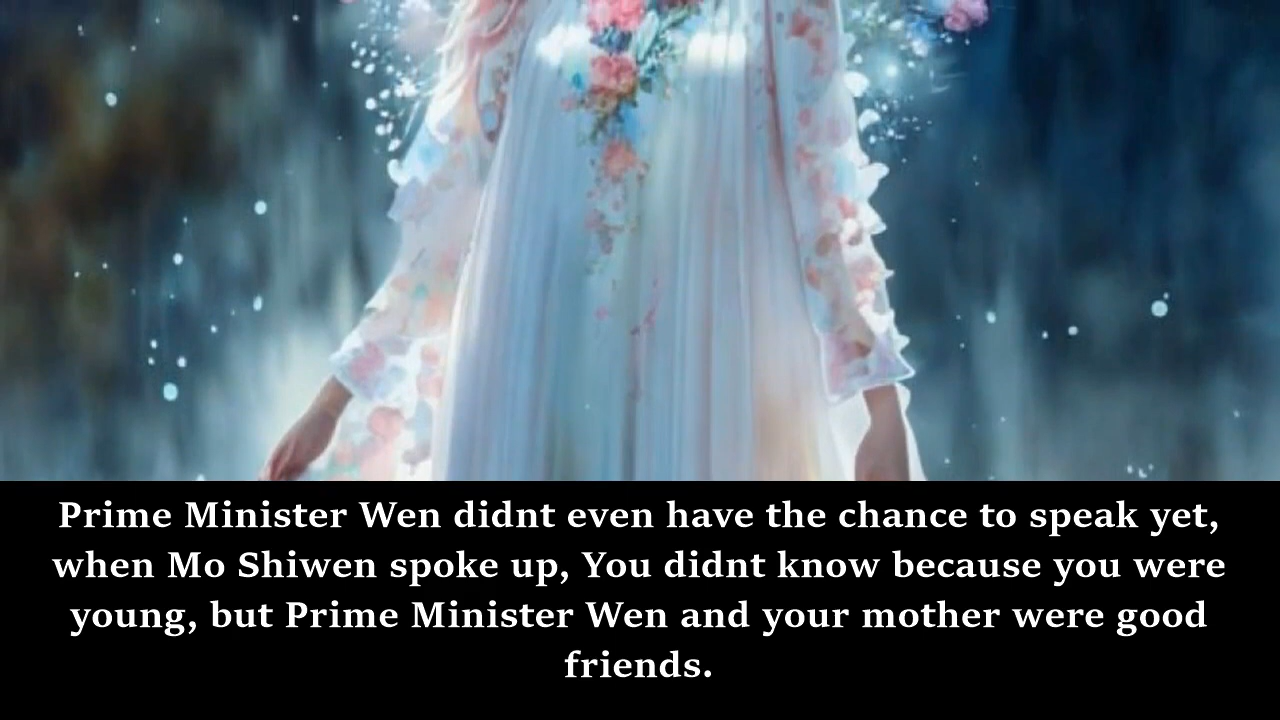 Prime Minister Wen didnt even have the chance to speak yet,
when Mo Shiwen spoke up, You didnt know because you were
young, but Prime Minister Wen and your mother were good
friends.